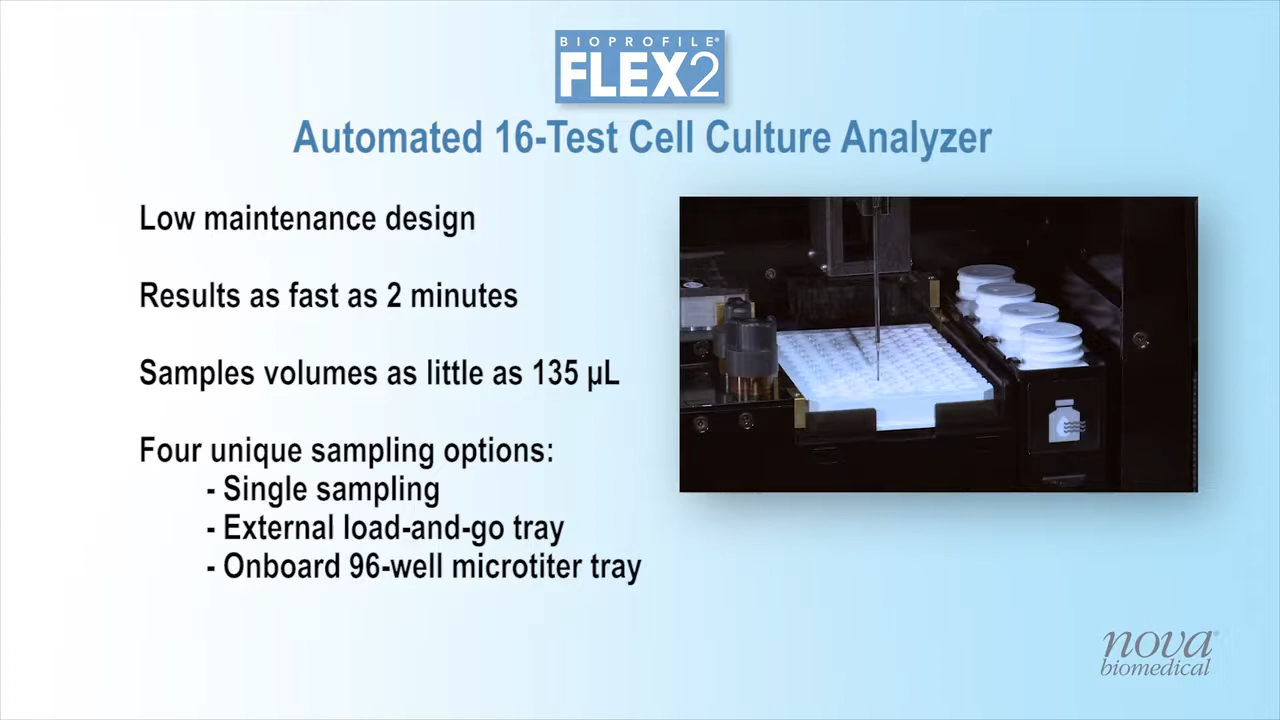 BIOPROFILE®
FLEX2
Automated 16-Test Cell Culture Analyzer
Low maintenance design
Results as fast as 2 minutes
Samples volumes as little as 135 µL
Four unique sampling options:
- Single sampling
- External load-and-go tray
- Onboard 96-well microtiter tray
nova®
biomedical